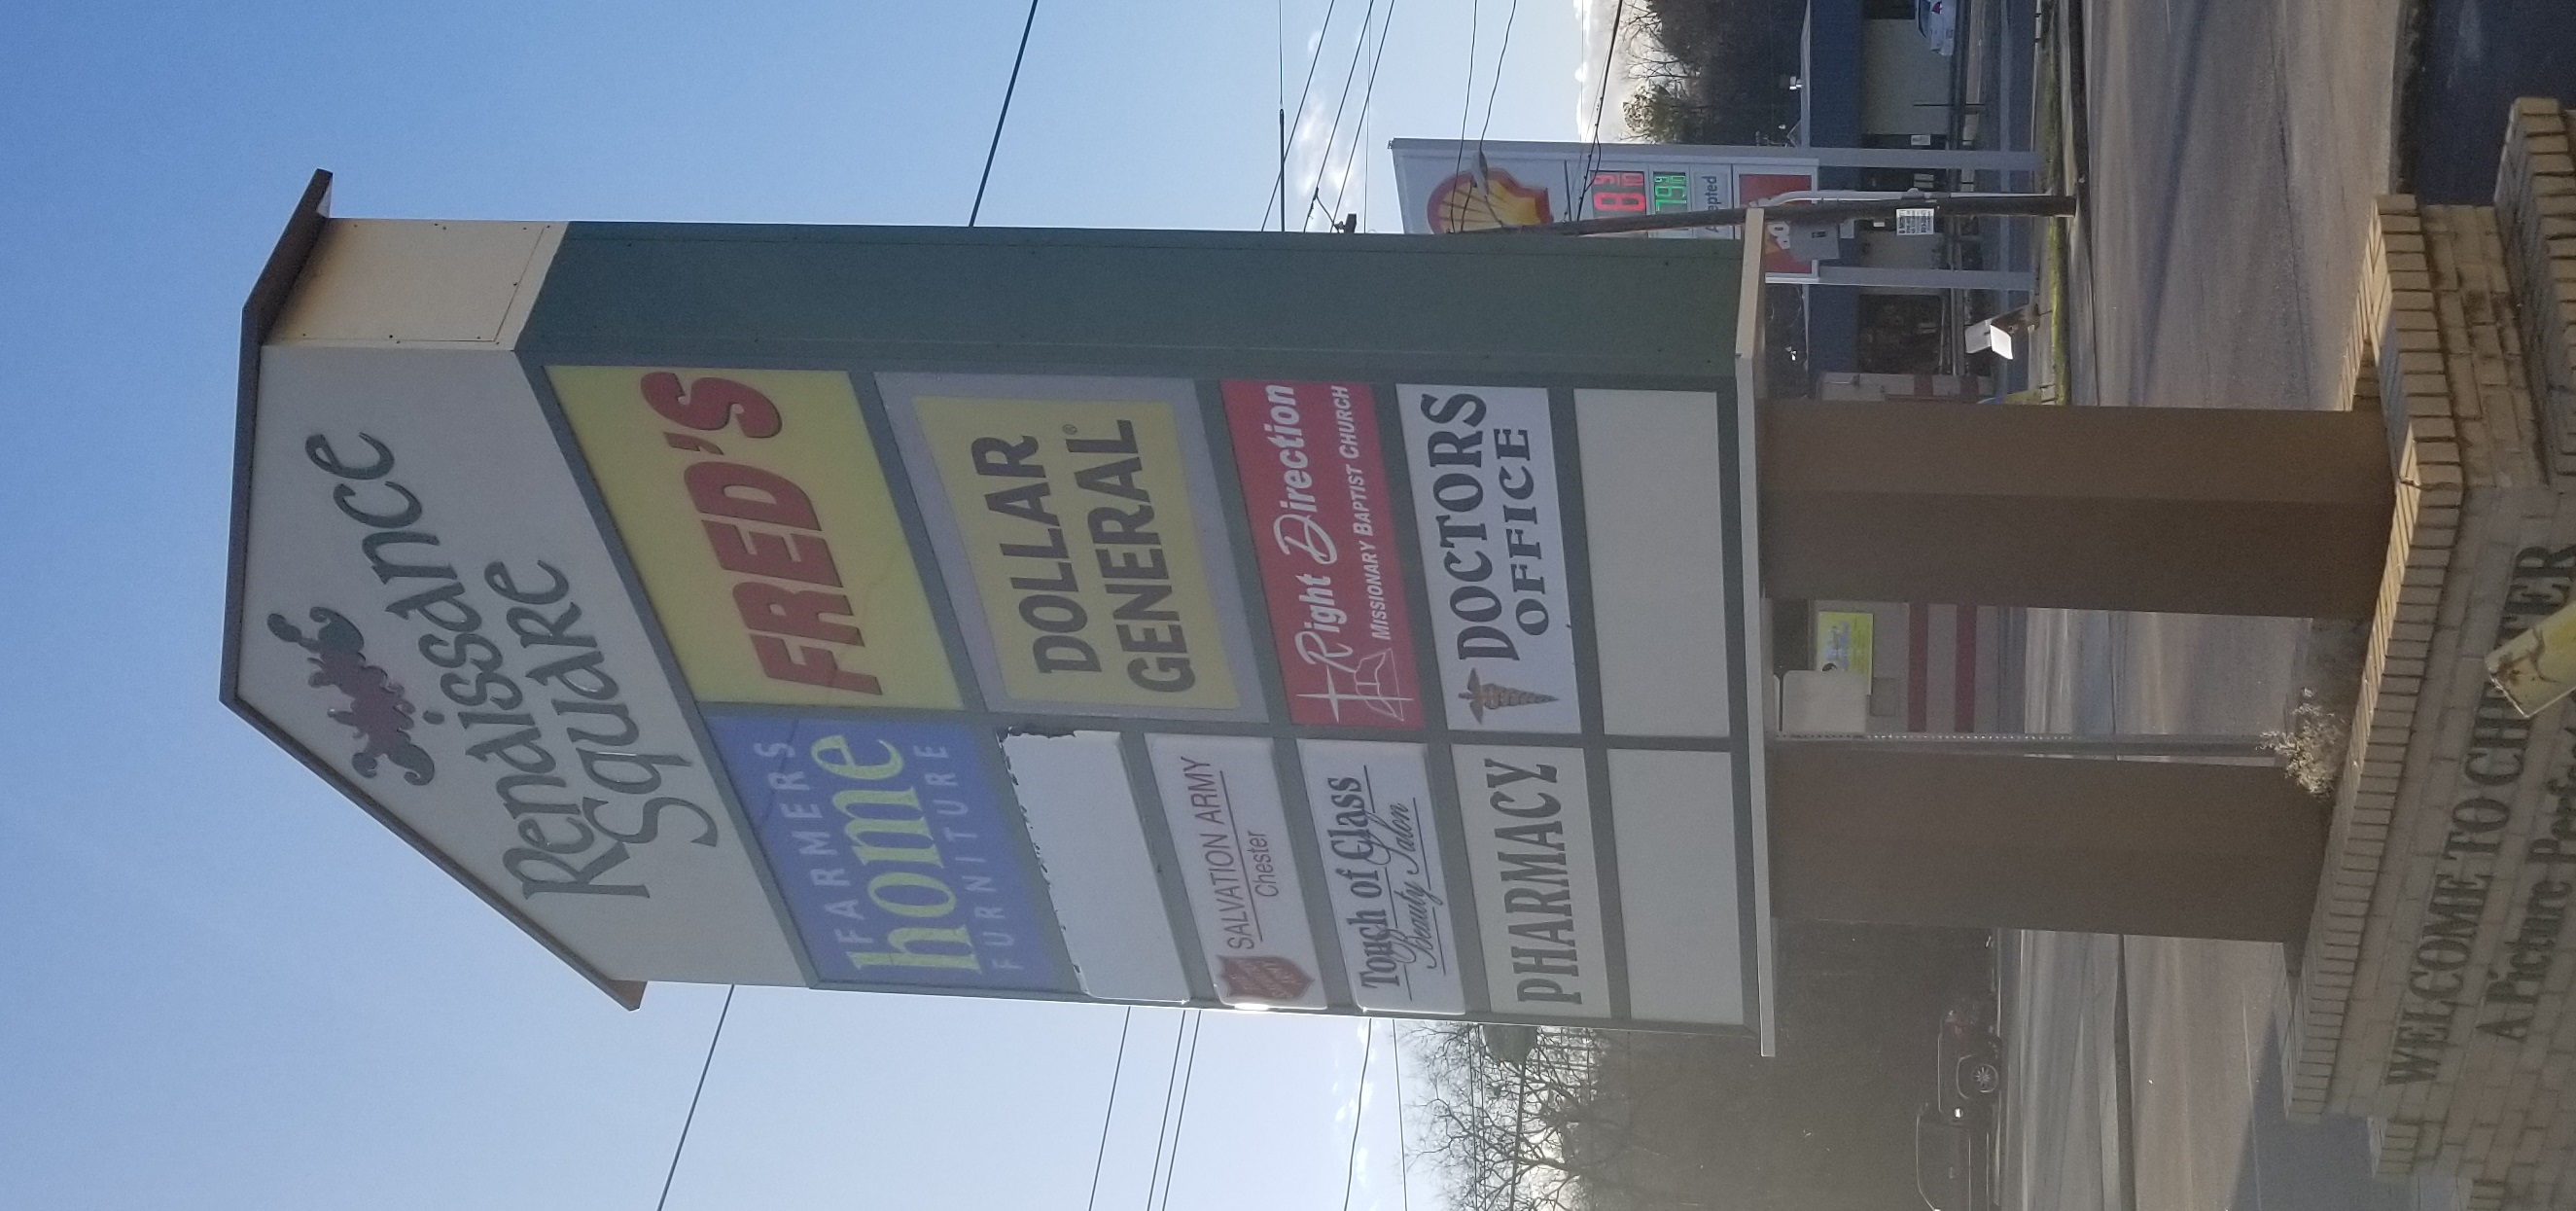 Renaissance
Square
FARMERS
home
FURNITURE
FRED'S
DOLLAR
GENERAL®
SALVATION ARMY
Chester
Right Direction
MISSIONARY BAPTIST CHURCH
Touch of Class
Beauty Salon
DOCTORS
OFFICE
PHARMACY
WELCOME TO
A Picture